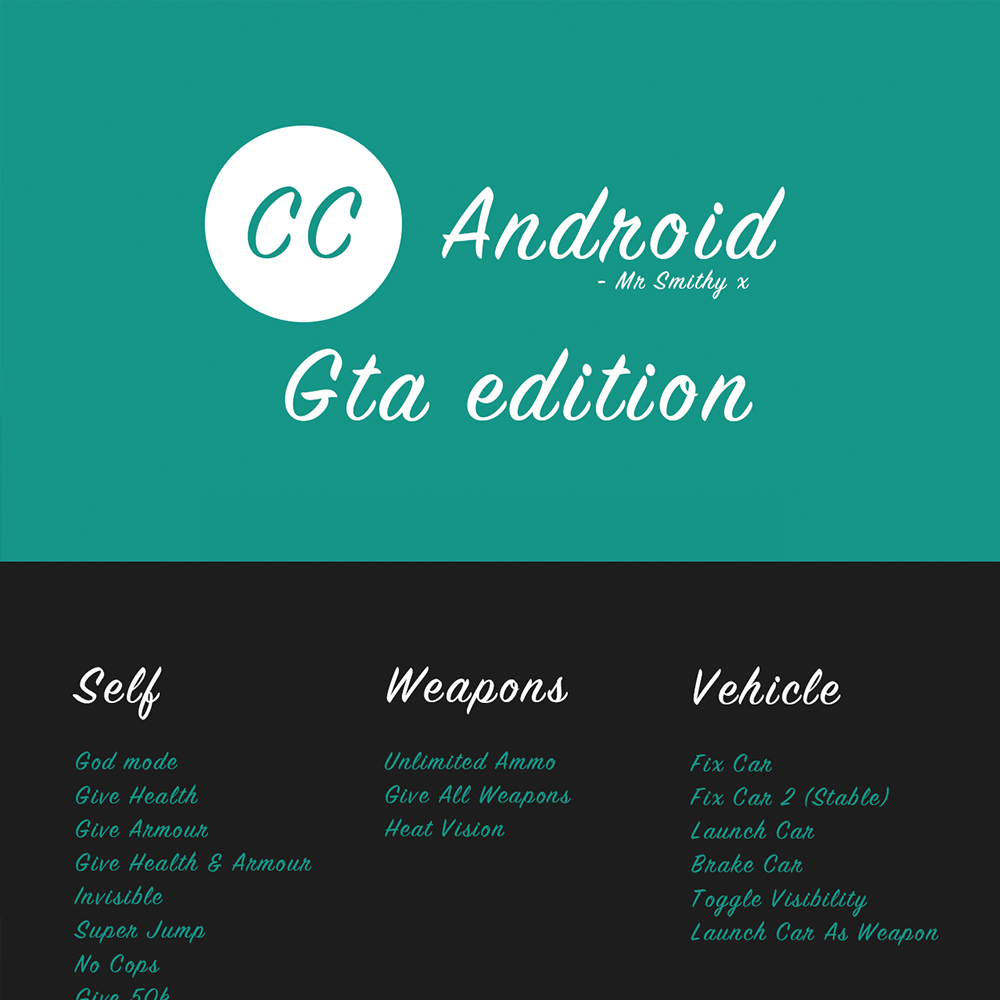 CC Android
- Mr Smithy x
Gta edition
Self
God mode
Give Health
Give Armour
Give Health & Armour
Invisible
Super Jump
No Cops
Give 50k
Weapons
Unlimited Ammo
Give All Weapons
Heat Vision
Vehicle
Fix Car
Fix Car 2 (Stable)
Launch Car
Brake Car
Toggle Visibility
Launch Car As Weapon